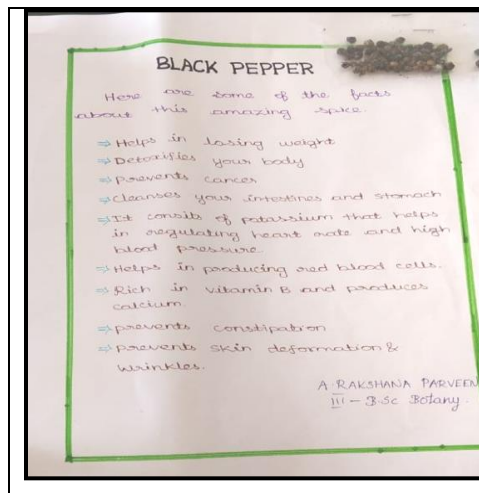 BLACK PEPPER
Here are some of the facts
about this amazing spice.
⇒ Helps in losing weight
⇒ Detoxifies your body
⇒ Prevents cancer
⇒ Cleanses your intestines and stomach
⇒ It consits of potassium that helps
in regulating heart rate and high
blood pressure.
⇒ Helps in producing red blood cells.
⇒ Rich in vitamin B and produces
calcium.
⇒ prevents constipation
⇒ prevents skin deformation &
wrinkles.
A. RAKSHANA PARVEEN
III - B.Sc Botany.